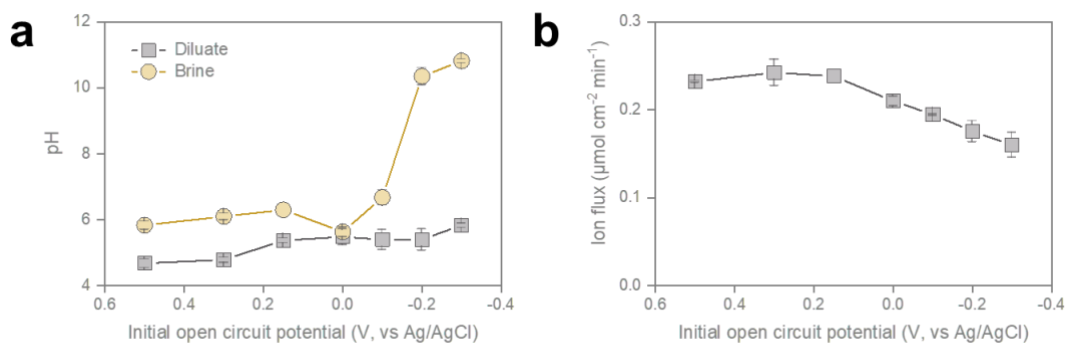 a
12
10
8
6
4
pH
Diluate
Brine
0.6 0.4 0.2 0.0 -0.2 -0.4
Initial open circuit potential (V, vs Ag/AgCl)
b
0.3
0.2
0.1
0.0
Ion flux (μmol cm⁻² min⁻¹)
0.6 0.4 0.2 0.0 -0.2 -0.4
Initial open circuit potential (V, vs Ag/AgCl)